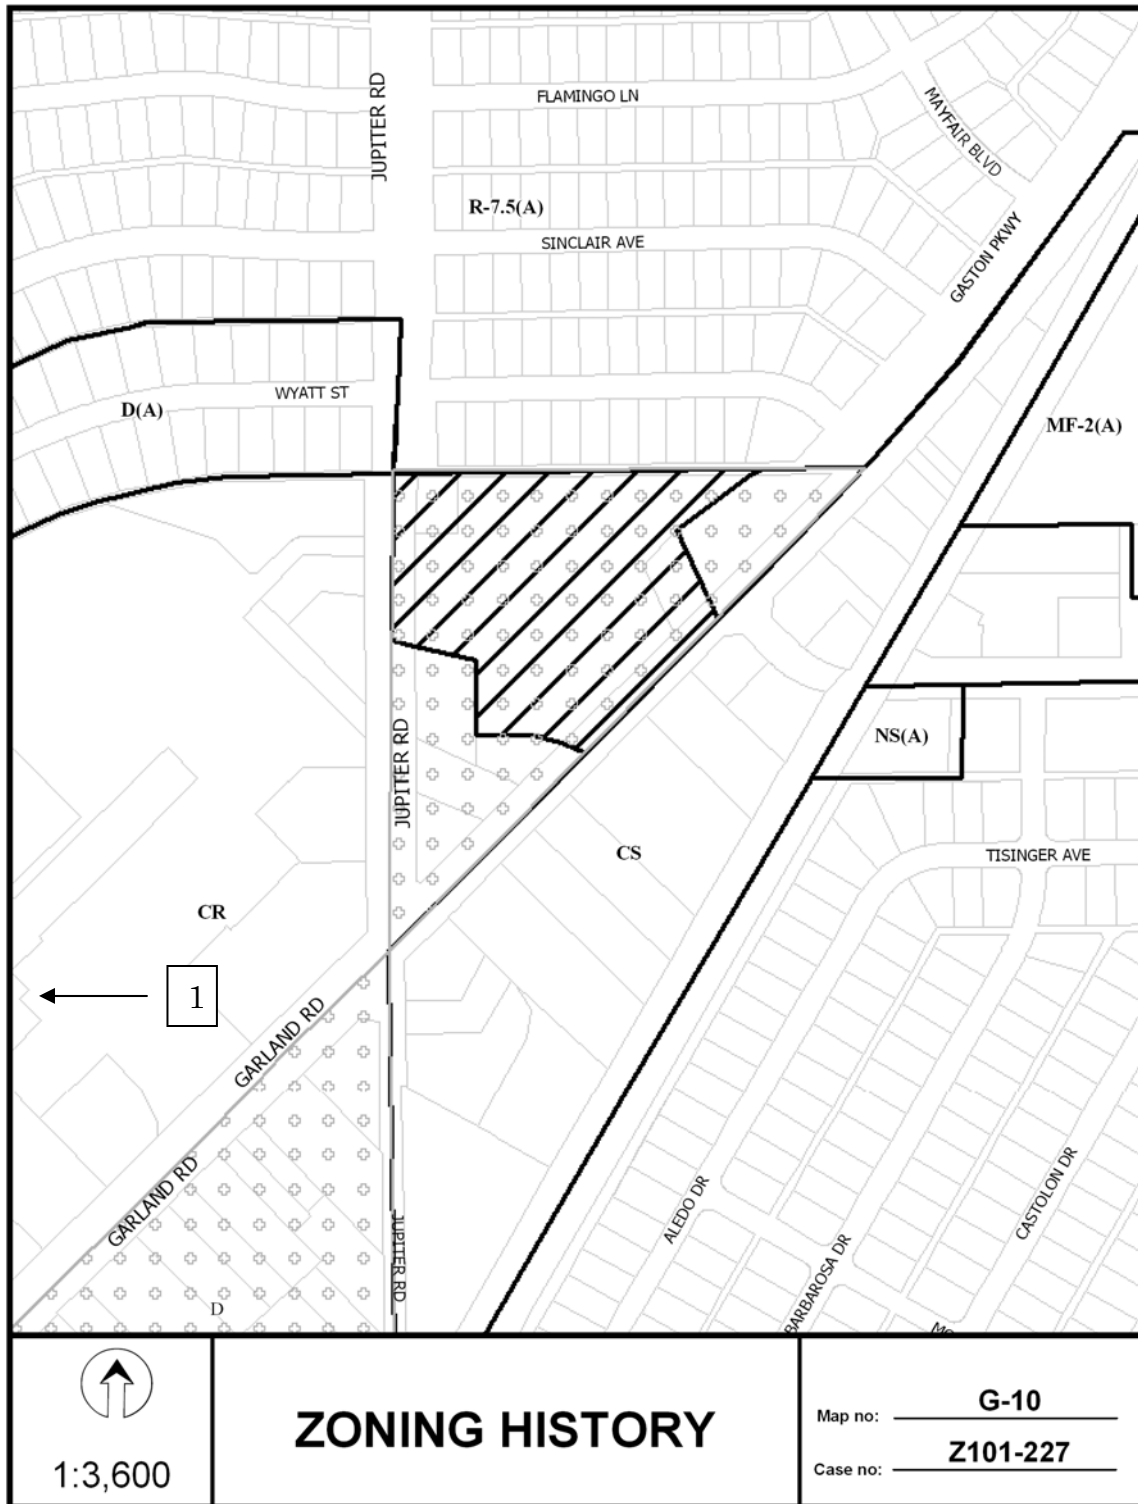 JUPITER RD
FLAMINGO LN
MAYFAIR BLVD
R-7.5(A)
SINCLAIR AVE
GASTON PKWY
WYATT ST
D(A)
MF-2(A)
JUPITER RD
NS(A)
CS
TISINGER AVE
CR
1
GARLAND RD
GARLAND RD
JUPITER RD
ALEDO DR
CASTOLON DR
BARBAROSA DR
D
1:3,600
ZONING HISTORY
Map no: G-10
Case no: Z101-227